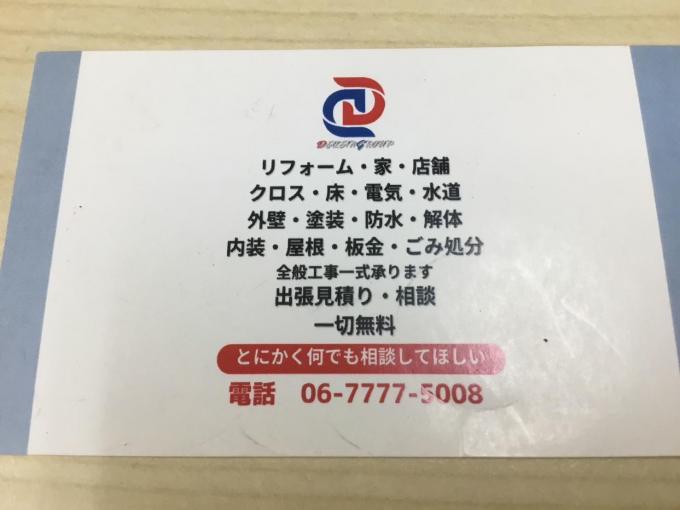 リフォーム・家・店舗
クロス・床・電気・水道
外壁・塗装・防水・解体
内装・屋根・板金・ごみ処分
全般工事一式承ります
出張見積り・相談
一切無料
とにかく何でも相談してほしい
電話 06-7777-5008